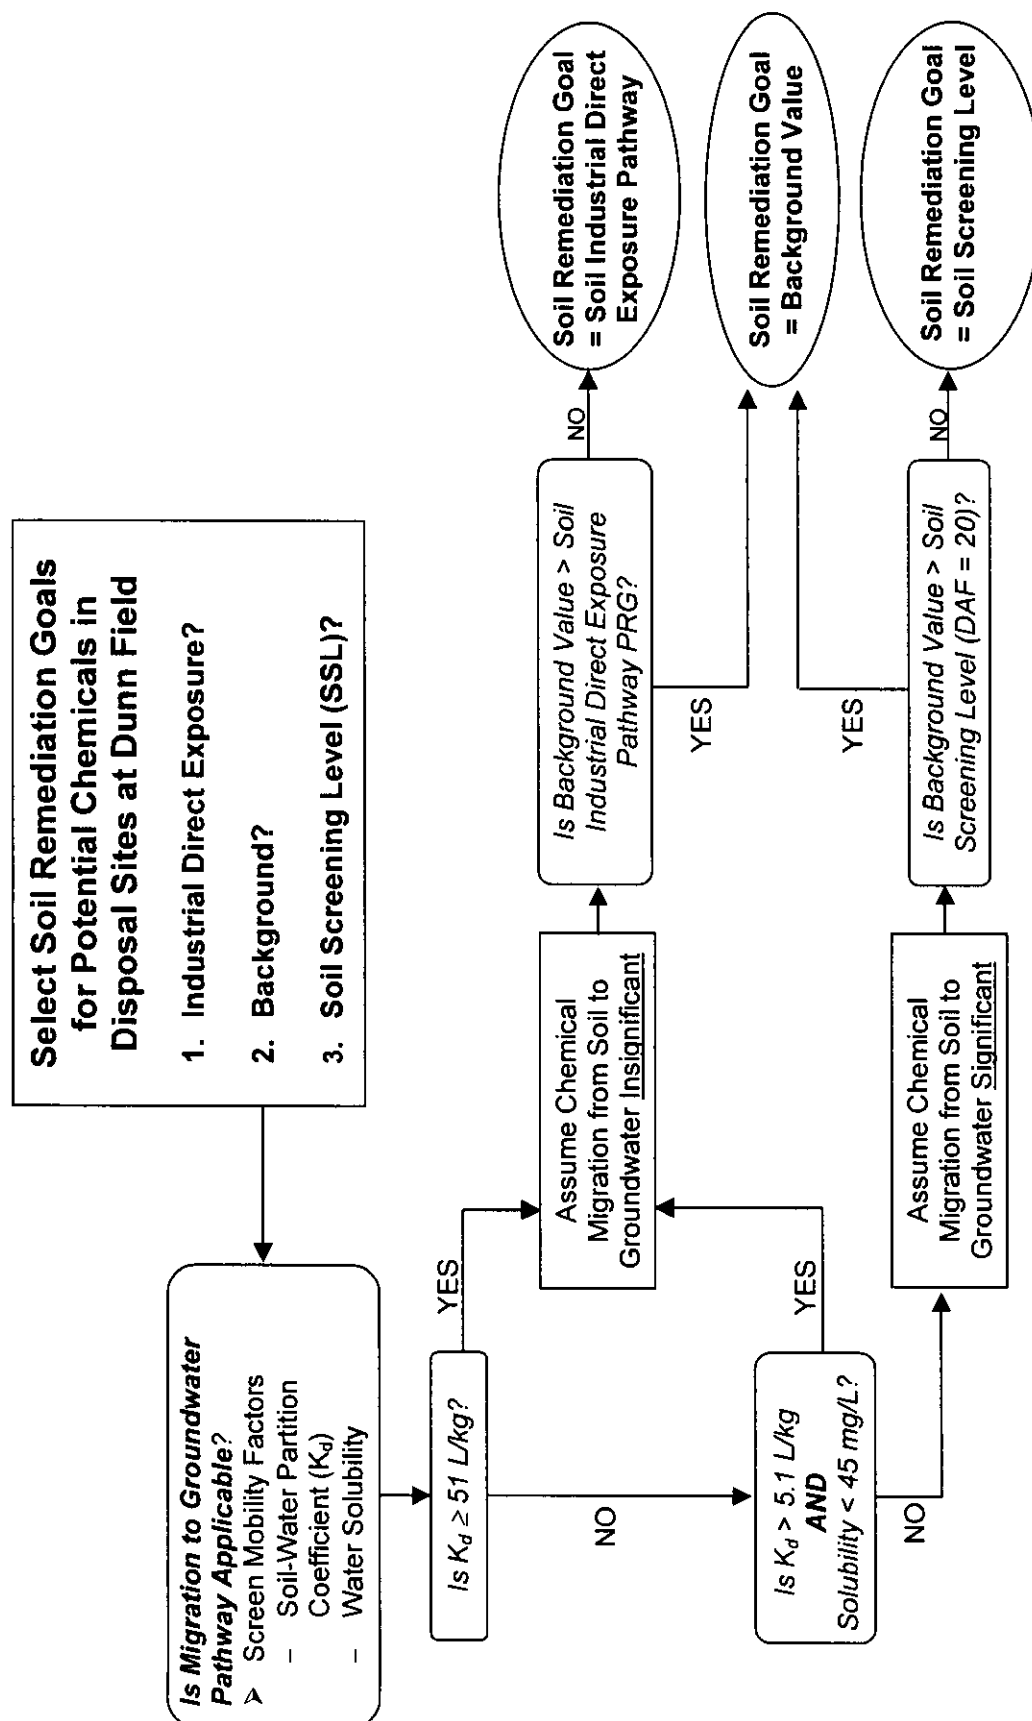 Select Soil Remediation Goals
for Potential Chemicals in
Disposal Sites at Dunn Field
1. Industrial Direct Exposure?
2. Background?
3. Soil Screening Level (SSL)?
Is Migration to Groundwater
Pathway Applicable?
➢ Screen Mobility Factors
– Soil-Water Partition
Coefficient (Kd)
– Water Solubility
Is Kd ≥ 51 L/kg?
YES
NO
Is Kd > 5.1 L/kg
AND
Solubility < 45 mg/L?
YES
NO
Assume Chemical
Migration from Soil to
Groundwater Insignificant
Assume Chemical
Migration from Soil to
Groundwater Significant
Is Background Value > Soil
Industrial Direct Exposure
Pathway PRG?
NO
YES
Is Background Value > Soil
Screening Level (DAF = 20)?
YES
NO
Soil Remediation Goal
= Soil Industrial Direct
Exposure Pathway
Soil Remediation Goal
= Background Value
Soil Remediation Goal
= Soil Screening Level